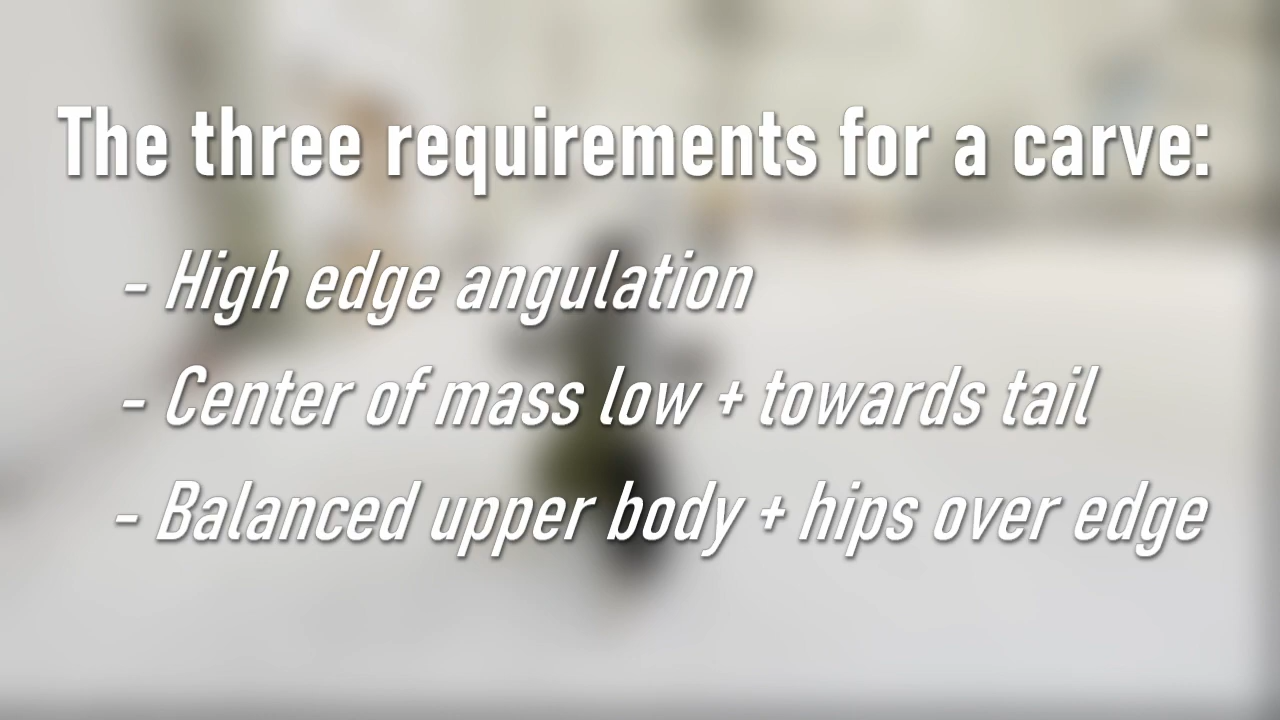 The three requirements for a carve:
- High edge angulation
- Center of mass low + towards tail
- Balanced upper body + hips over edge